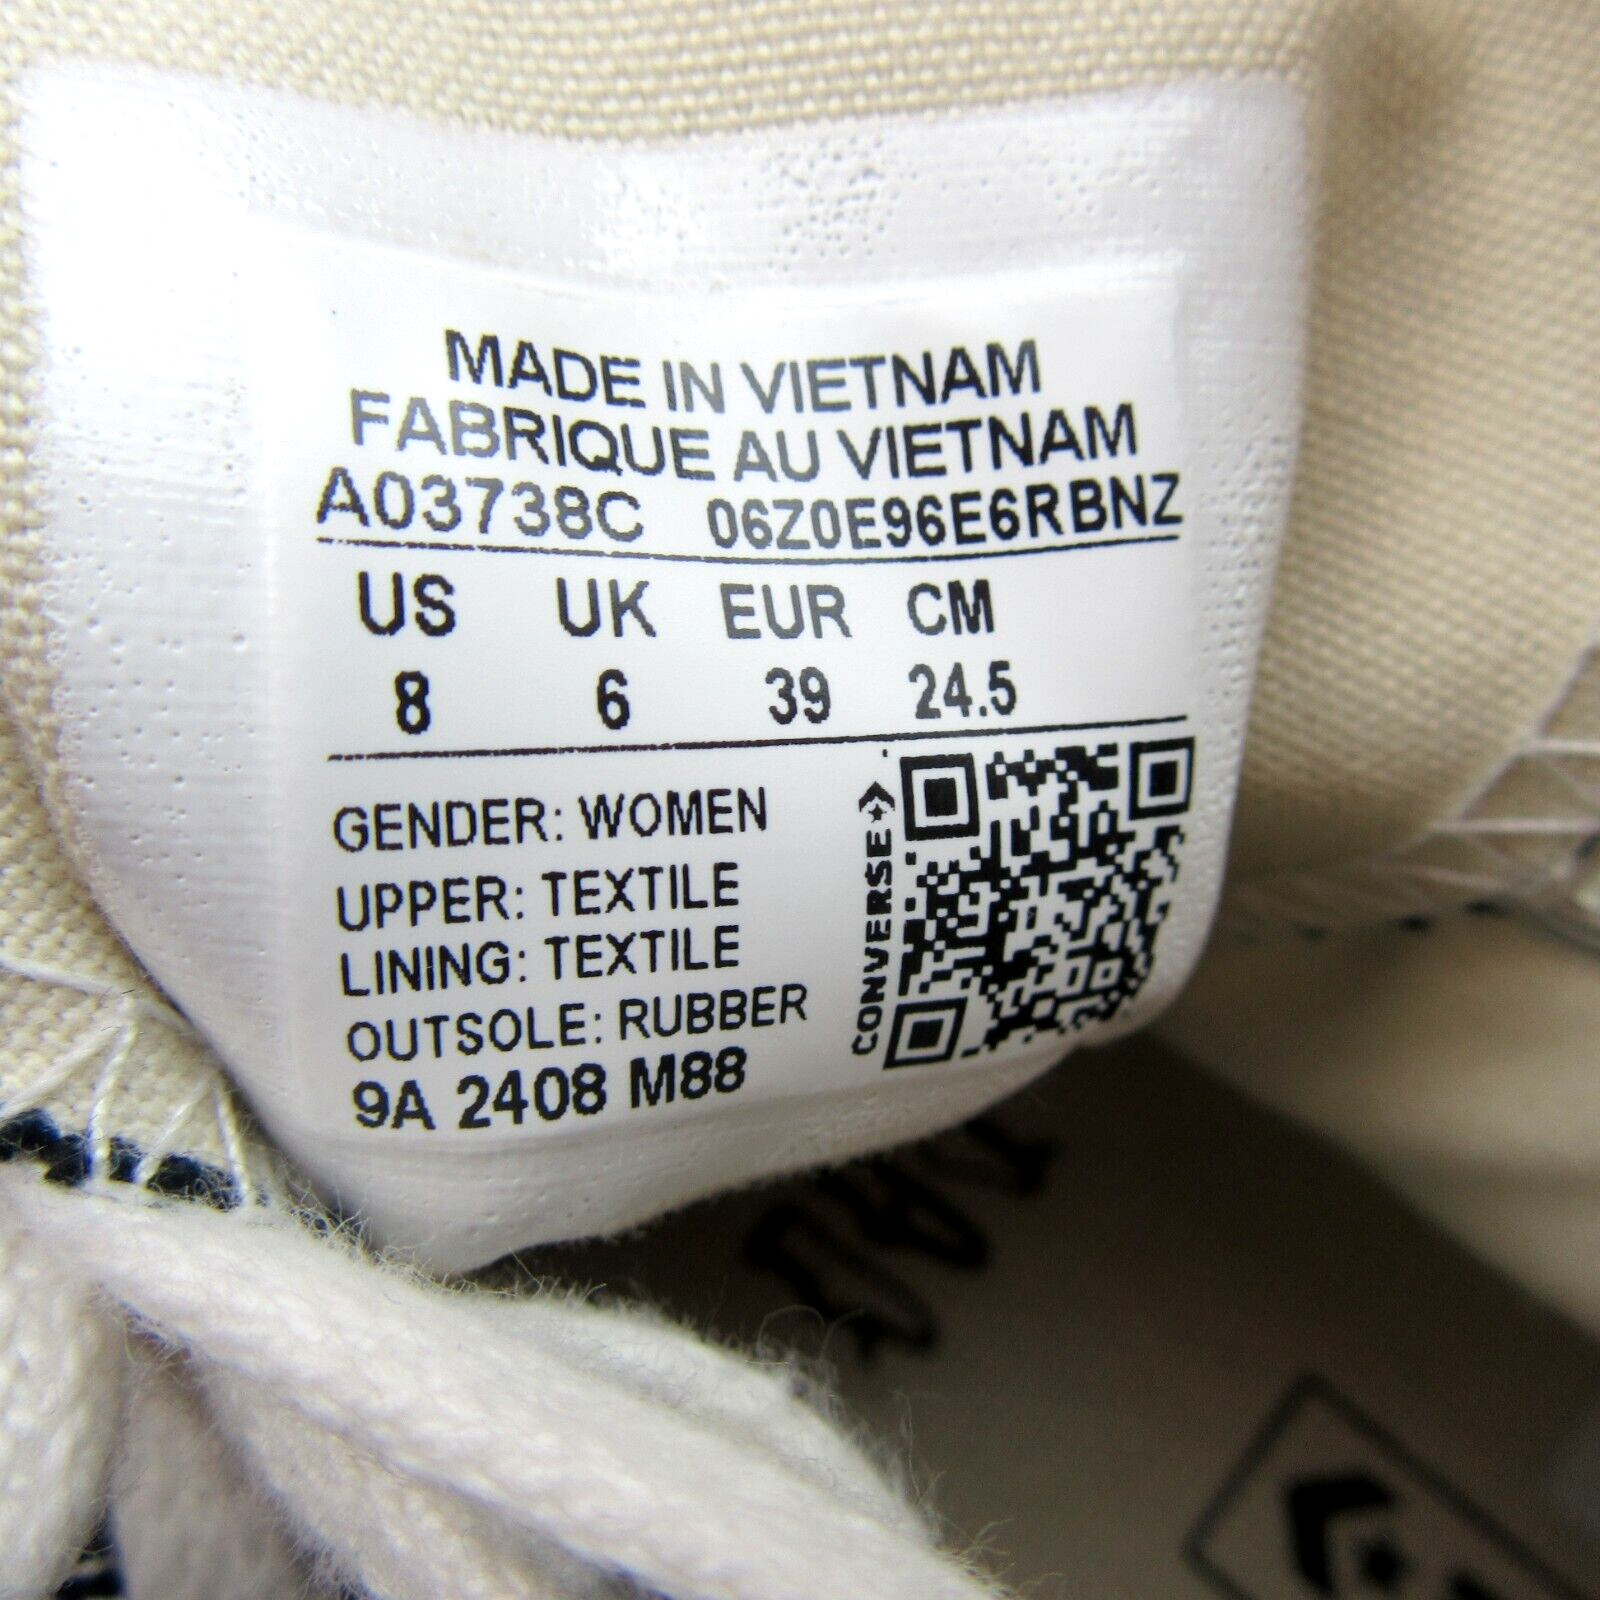 MADE IN VIETNAM
FABRIQUE AU VIETNAM
A03738C 06Z0E96E6RBNZ
US UK EUR CM
8 6 39 24.5
GENDER: WOMEN
UPPER: TEXTILE
LINING: TEXTILE
OUTSOLE: RUBBER
9A 2408 M88
CONVERSE